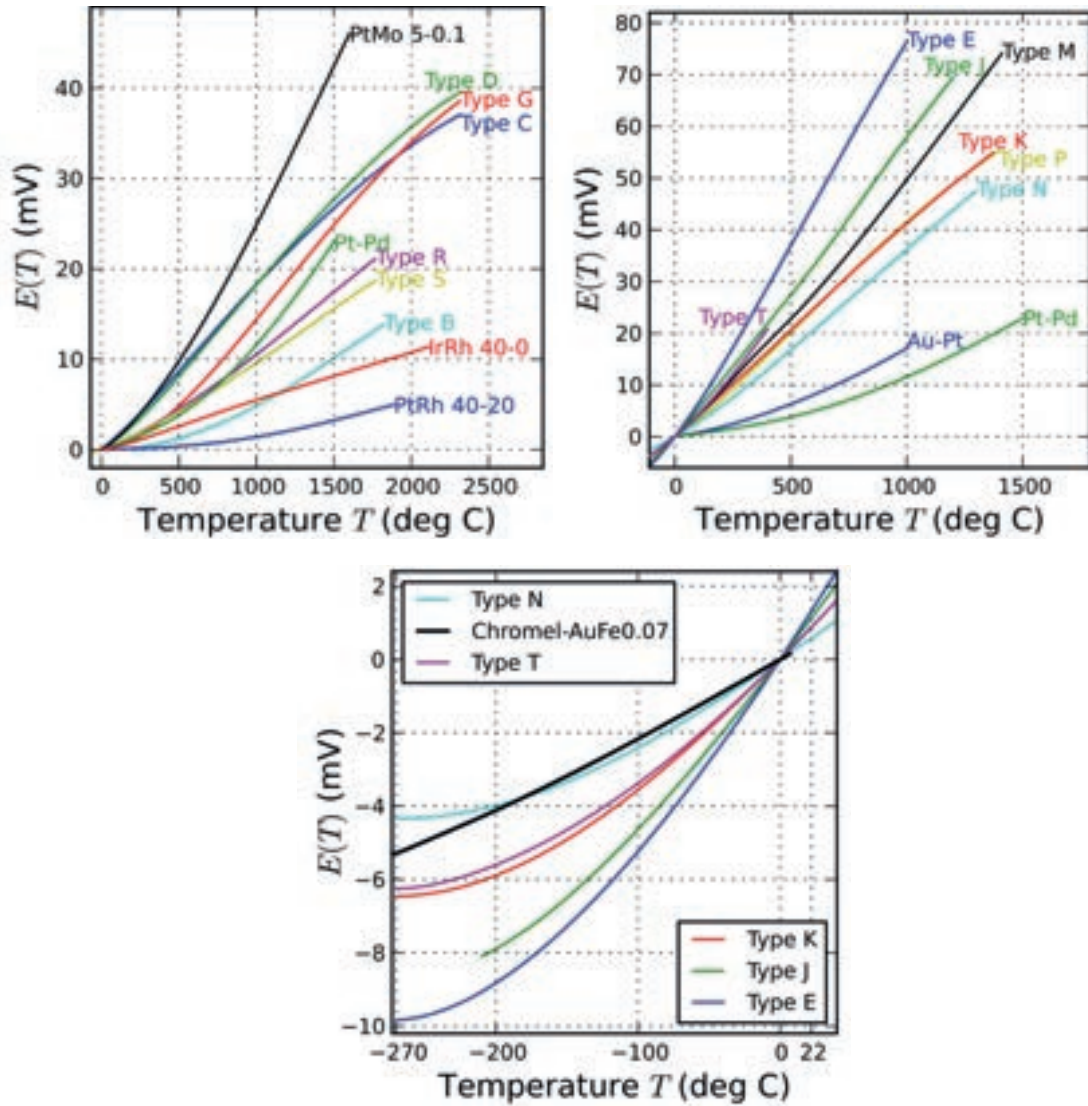 PtMo 5-0.1
Type D
Type G
Type C
Pt-Pd
Type R
Type S
Type B
IrRh 40-0
PtRh 40-20
40
30
20
10
0
E(T) (mV)
0 500 1000 1500 2000 2500
Temperature T (deg C)
Type E
Type J
Type M
Type K
Type P
Type N
Type T
Au-Pt
Pt-Pd
80
70
60
50
40
30
20
10
0
E(T) (mV)
0 500 1000 1500
Temperature T (deg C)
Type N
Chromel-AuFe0.07
Type T
Type K
Type J
Type E
2
0
−2
−4
−6
−8
−10
E(T) (mV)
−270 −200 −100 0 22
Temperature T (deg C)